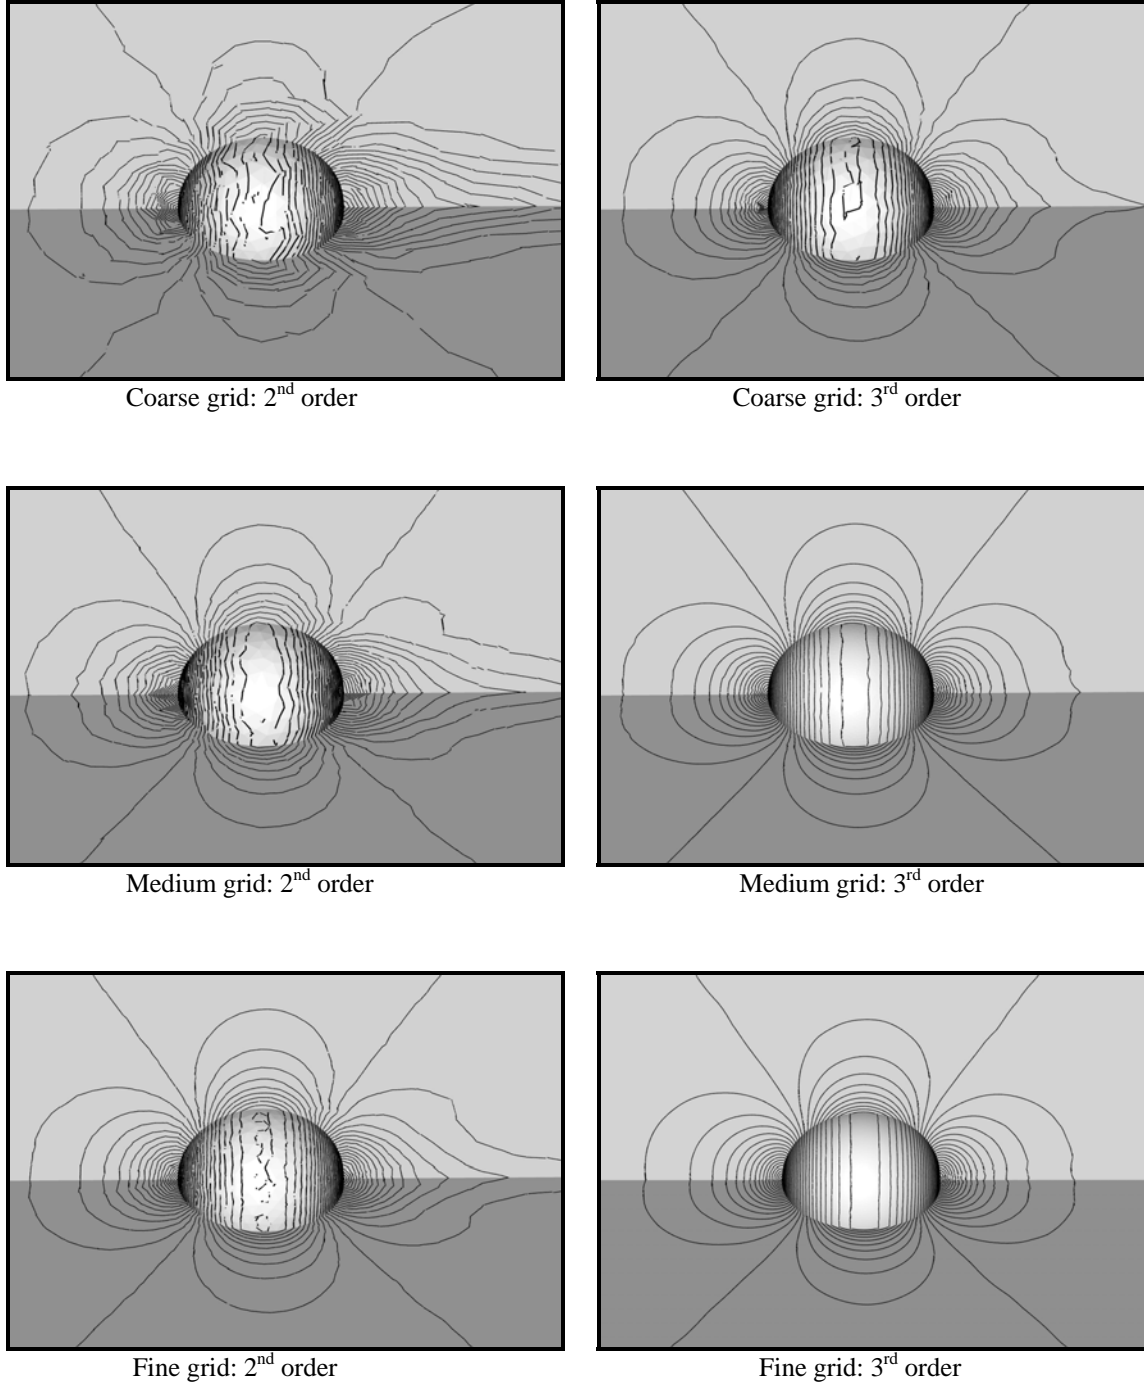 Coarse grid: 2nd order
Coarse grid: 3rd order
Medium grid: 2nd order
Medium grid: 3rd order
Fine grid: 2nd order
Fine grid: 3rd order